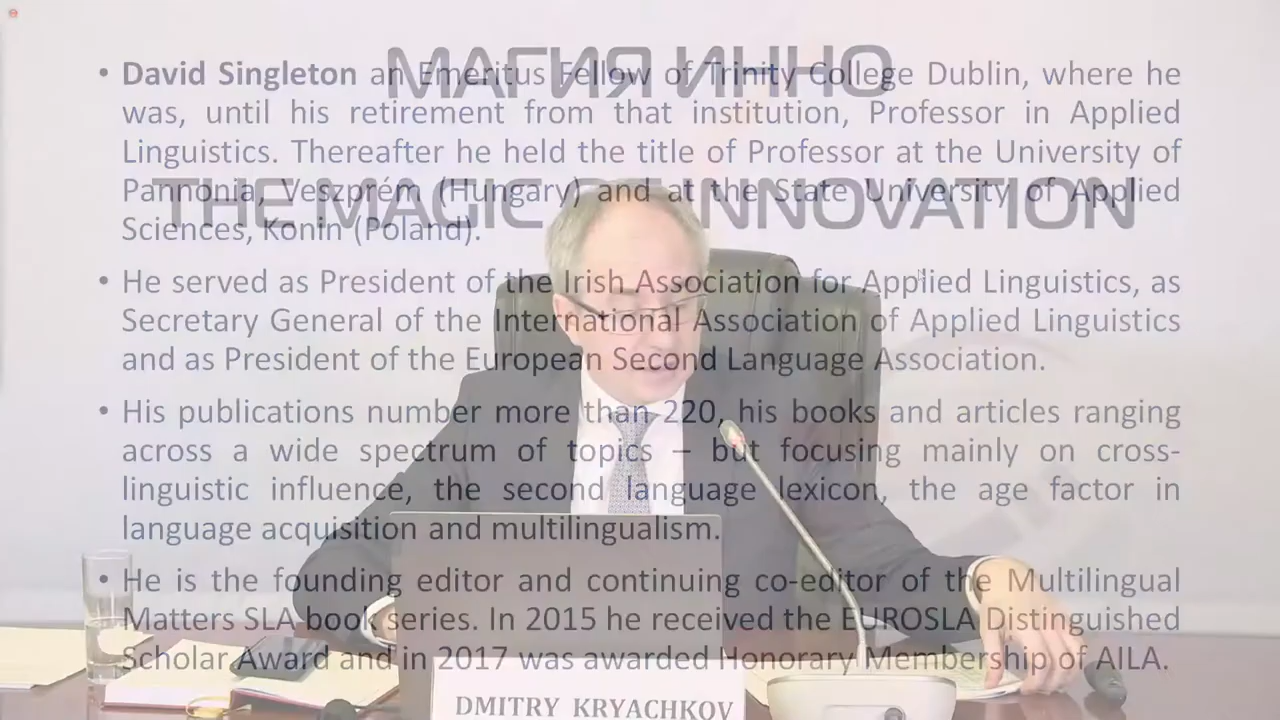 МАГИЯ ИННО
THE MAGIC OF INNOVATION
• David Singleton an Emeritus Fellow of Trinity College Dublin, where he
was, until his retirement from that institution, Professor in Applied
Linguistics. Thereafter he held the title of Professor at the University of
Pannonia, Veszprém (Hungary) and at the State University of Applied
Sciences, Konin (Poland).
• He served as President of the Irish Association for Applied Linguistics, as
Secretary General of the International Association of Applied Linguistics
and as President of the European Second Language Association.
• His publications number more than 220, his books and articles ranging
across a wide spectrum of topics – but focusing mainly on cross-
linguistic influence, the second language lexicon, the age factor in
language acquisition and multilingualism.
• He is the founding editor and continuing co-editor of the Multilingual
Matters SLA book series. In 2015 he received the EUROSLA Distinguished
Scholar Award and in 2017 was awarded Honorary Membership of AILA.
DMITRY KRYACHKOV